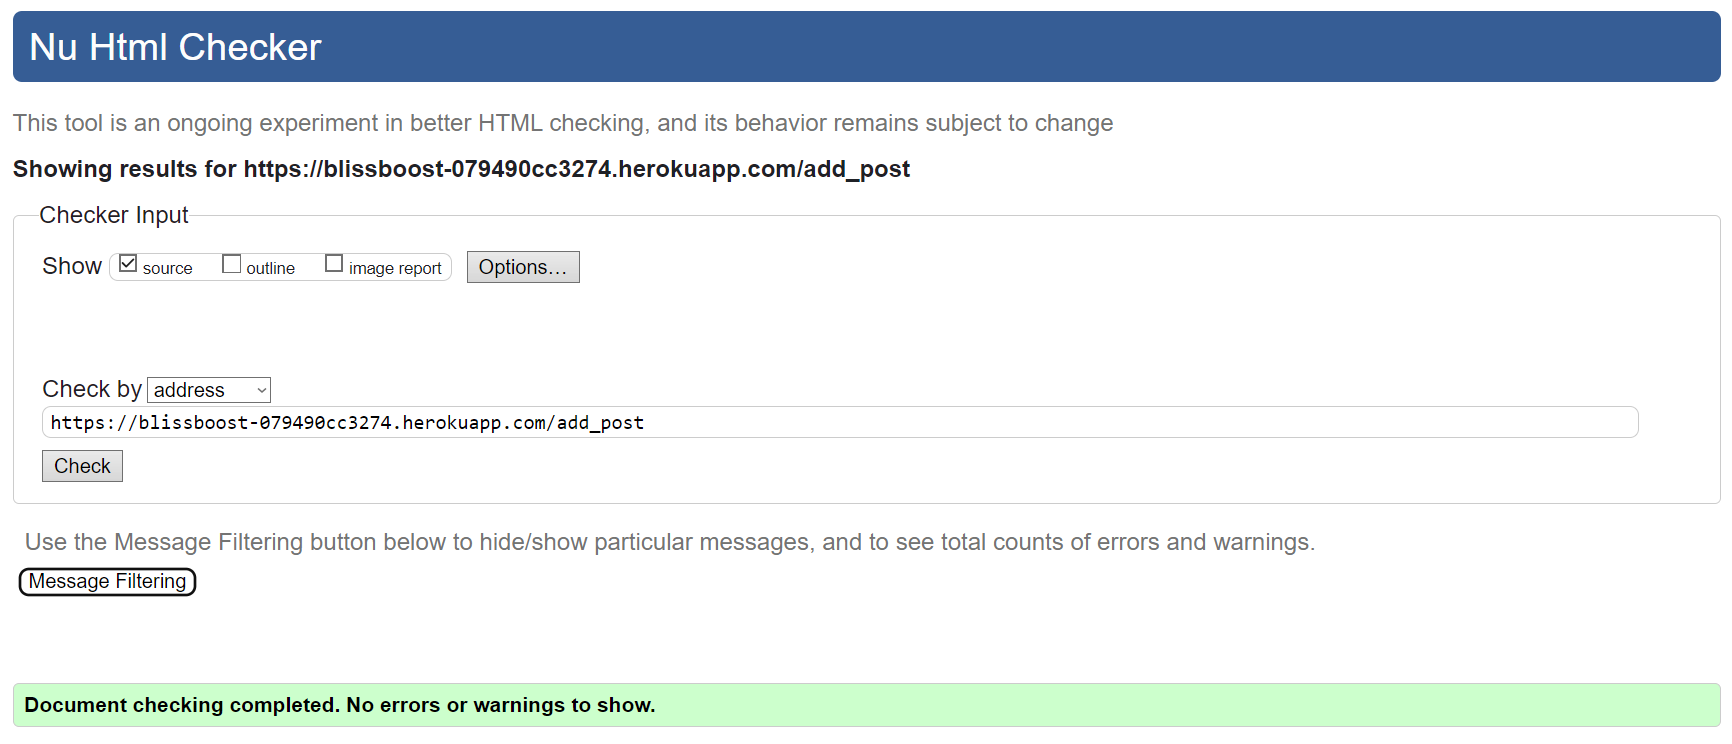 Nu Html Checker
This tool is an ongoing experiment in better HTML checking, and its behavior remains subject to change
Showing results for https://blissboost-079490cc3274.herokuapp.com/add_post
Checker Input
Show source outline image report Options...
Check by address
https://blissboost-079490cc3274.herokuapp.com/add_post
Check
Use the Message Filtering button below to hide/show particular messages, and to see total counts of errors and warnings.
Message Filtering
Document checking completed. No errors or warnings to show.